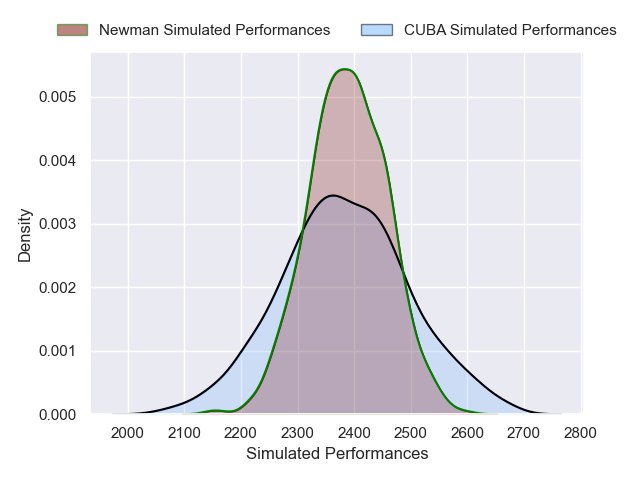 Newman Simulated Performances CUBA Simulated Performances
0.005
0.004
0.003
0.002
0.001
0.000
Density
2000 2100 2200 2300 2400 2500 2600 2700 2800
Simulated Performances